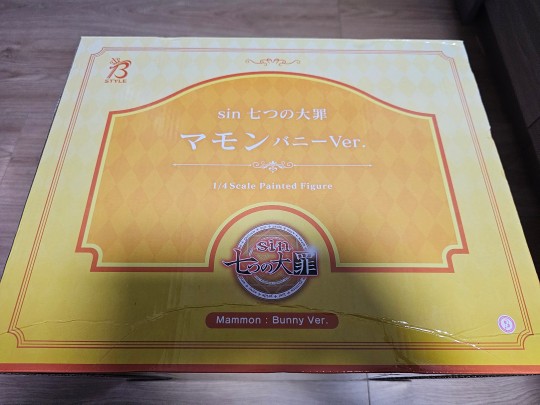 B
STYLE
sin 七つの大罪
マモン バニーVer.
1/4 Scale Painted Figure
sin
七つの大罪
Mammon : Bunny Ver.